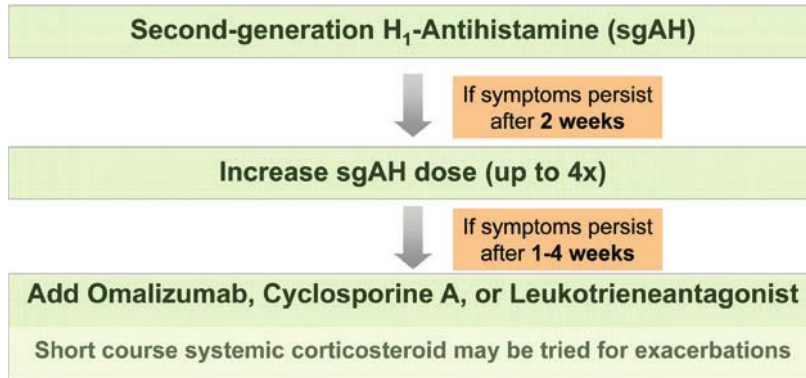 Second-generation H₁-Antihistamine (sgAH)
If symptoms persist
after 2 weeks
Increase sgAH dose (up to 4x)
If symptoms persist
after 1-4 weeks
Add Omalizumab, Cyclosporine A, or Leukotrieneantagonist
Short course systemic corticosteroid may be tried for exacerbations